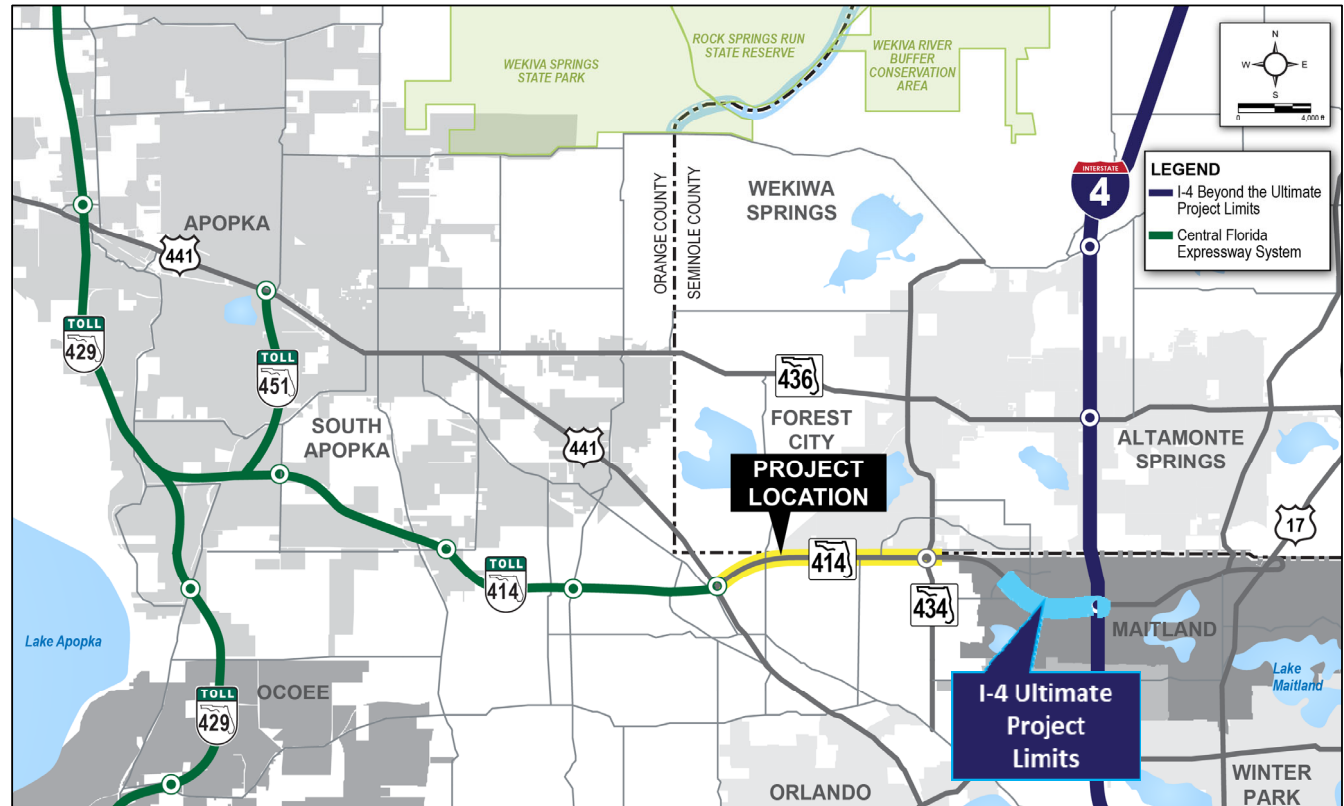 ROCK SPRINGS RUN
STATE RESERVE
WEKIVA SPRINGS
STATE PARK
WEKIVA RIVER
BUFFER
CONSERVATION
AREA
N
W
E
S
0
4,000 ft
LEGEND
I-4 Beyond the Ultimate
Project Limits
Central Florida
Expressway System
INTERSTATE
4
WEKIWA
SPRINGS
ORANGE COUNTY
SEMINOLE COUNTY
APOPKA
441
TOLL
429
TOLL
451
436
SOUTH
APOPKA
441
FOREST
CITY
ALTAMONTE
SPRINGS
PROJECT
LOCATION
17
414
TOLL
414
434
MAITLAND
Lake Apopka
Lake
Maitland
OCOEE
TOLL
429
I-4 Ultimate
Project
Limits
ORLANDO
WINTER
PARK